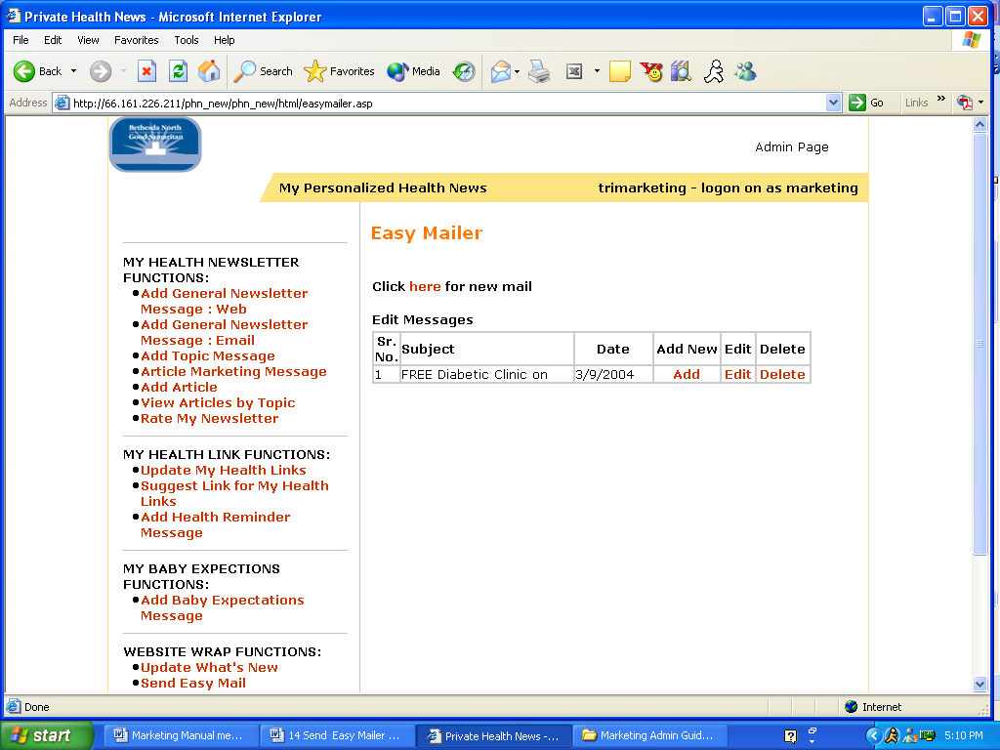 Private Health News - Microsoft Internet Explorer
File Edit View Favorites Tools Help
Back Search Favorites Media
Address http://66.161.226.211/phn_new/phn_new/html/easymailer.asp Go Links »
Bethesda North
Good Samaritan
Admin Page
My Personalized Health News trimarketing - logon on as marketing
Easy Mailer
Click here for new mail
Edit Messages
Sr. No. Subject Date Add New Edit Delete
1 FREE Diabetic Clinic on 3/9/2004 Add Edit Delete
MY HEALTH NEWSLETTER
FUNCTIONS:
Add General Newsletter
Message : Web
Add General Newsletter
Message : Email
Add Topic Message
Article Marketing Message
Add Article
View Articles by Topic
Rate My Newsletter
MY HEALTH LINK FUNCTIONS:
Update My Health Links
Suggest Link for My Health
Links
Add Health Reminder
Message
MY BABY EXPECTIONS
FUNCTIONS:
Add Baby Expectations
Message
WEBSITE WRAP FUNCTIONS:
Update What's New
Send Easy Mail
Done Internet
start Marketing Manual me... 14 Send Easy Mailer ... Private Health News -... Marketing Admin Guid... 5:10 PM